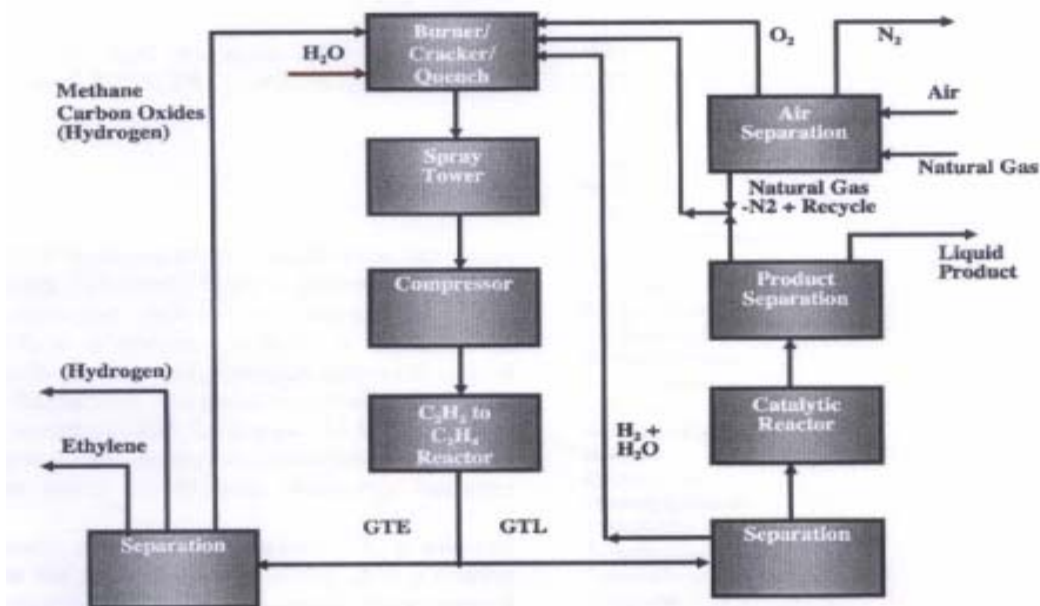 Burner/
Cracker/
Quench
H₂O
O₂
N₂
Methane
Carbon Oxides
(Hydrogen)
Air
Separation
Air
Natural Gas
Spray
Tower
Natural Gas
-N2 + Recycle
Liquid
Product
Product
Separation
Compressor
(Hydrogen)
Ethylene
C₂H₂ to
C₂H₄
Reactor
H₂ +
H₂O
Catalytic
Reactor
GTE
GTL
Separation
Separation